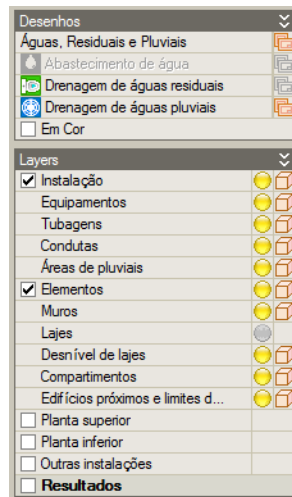 Desenhos
Águas, Residuais e Pluviais
Abastecimento de água
Drenagem de águas residuais
Drenagem de águas pluviais
Em Cor
Layers
Instalação
Equipamentos
Tubagens
Condutas
Áreas de pluviais
Elementos
Muros
Lajes
Desnível de lajes
Compartimentos
Edifícios próximos e limites d...
Planta superior
Planta inferior
Outras instalações
Resultados